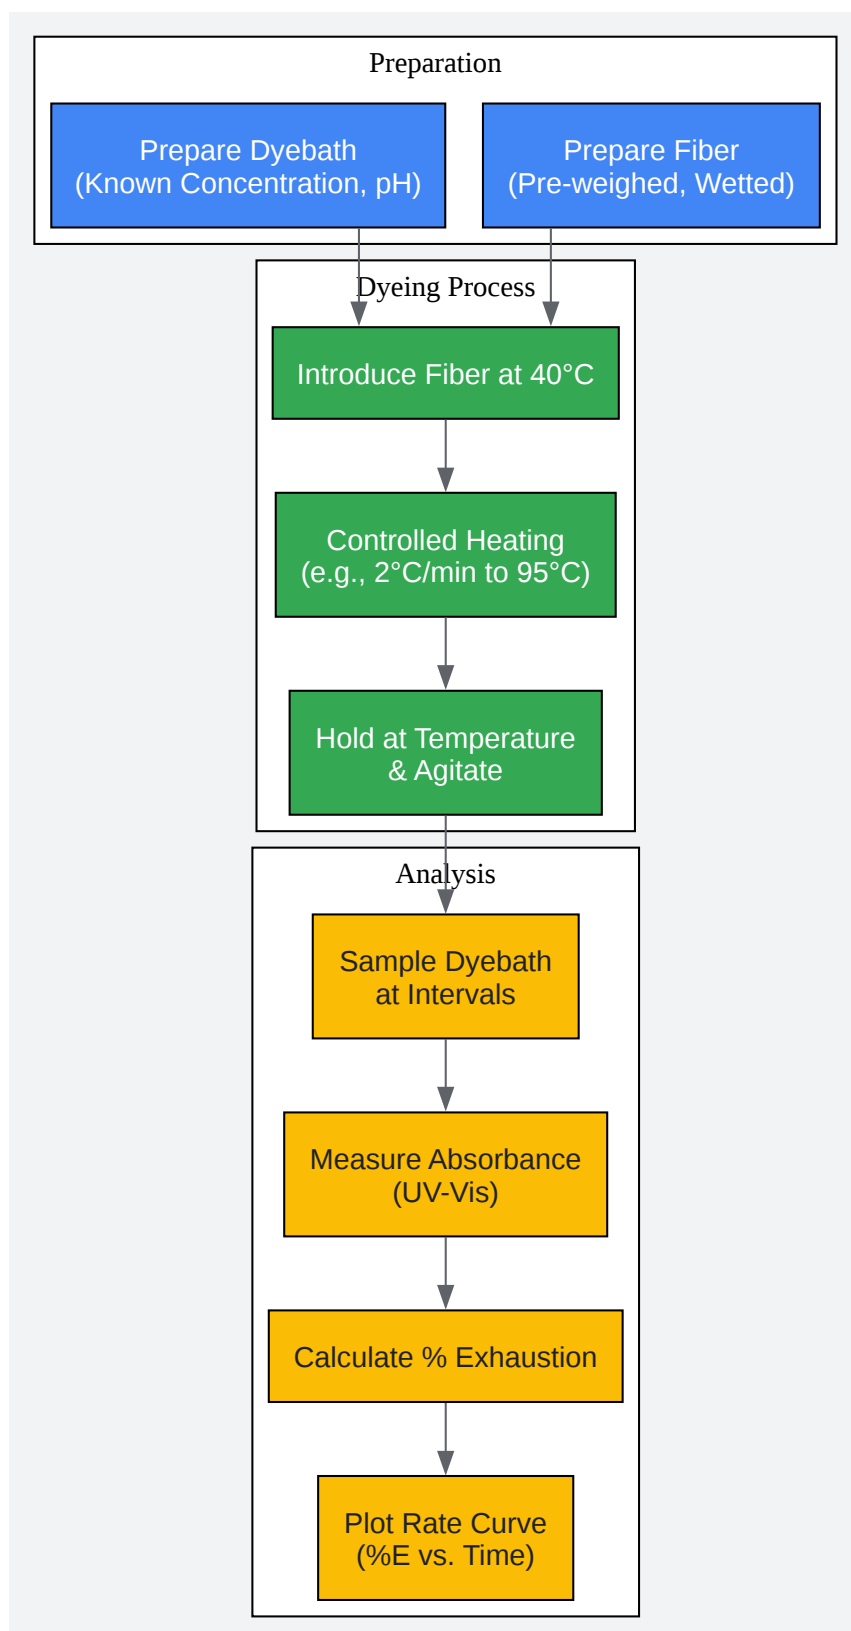 Preparation
Prepare Dyebath
(Known Concentration, pH)
Prepare Fiber
(Pre-weighed, Wetted)
Dyeing Process
Introduce Fiber at 40°C
Controlled Heating
(e.g., 2°C/min to 95°C)
Hold at Temperature
& Agitate
Analysis
Sample Dyebath
at Intervals
Measure Absorbance
(UV-Vis)
Calculate % Exhaustion
Plot Rate Curve
(%E vs. Time)